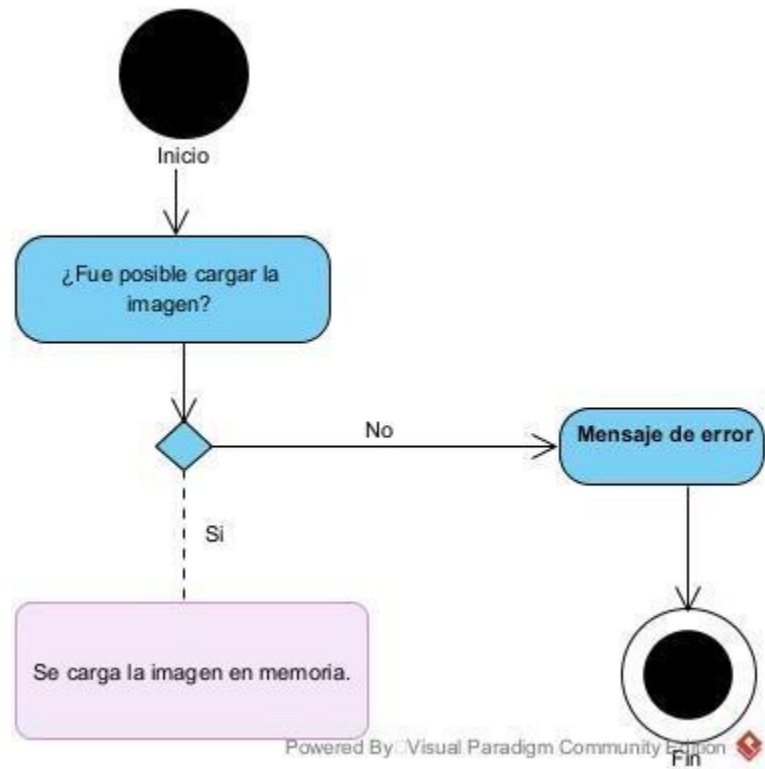 Inicio
¿Fue posible cargar la
imagen?
No
Mensaje de error
Si
Se carga la imagen en memoria.
Powered By Visual Paradigm Community Edition
Fin